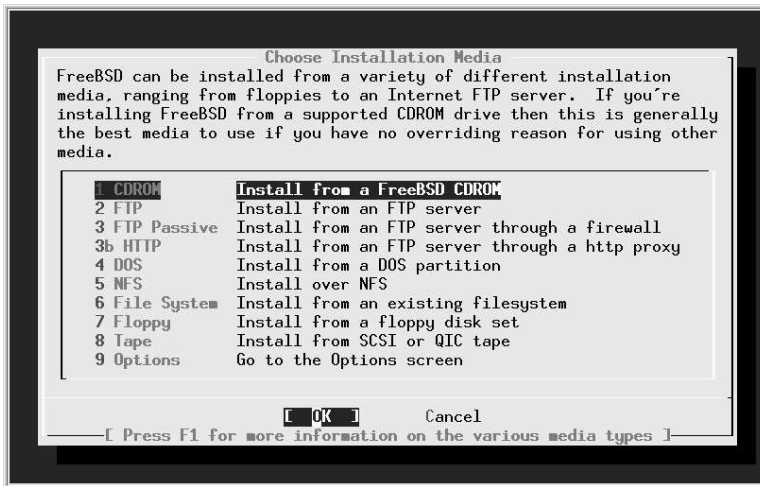 Choose Installation Media
FreeBSD can be installed from a variety of different installation
media, ranging from floppies to an Internet FTP server.  If you're
installing FreeBSD from a supported CDROM drive then this is generally
the best media to use if you have no overriding reason for using other
media.
1 CDROM Install from a FreeBSD CDROM
2 FTP Install from an FTP server
3 FTP Passive Install from an FTP server through a firewall
3b HTTP Install from an FTP server through a http proxy
4 DOS Install from a DOS partition
5 NFS Install over NFS
6 File System Install from an existing filesystem
7 Floppy Install from a floppy disk set
8 Tape Install from SCSI or QIC tape
9 Options Go to the Options screen
[ OK ] Cancel
[ Press F1 for more information on the various media types ]